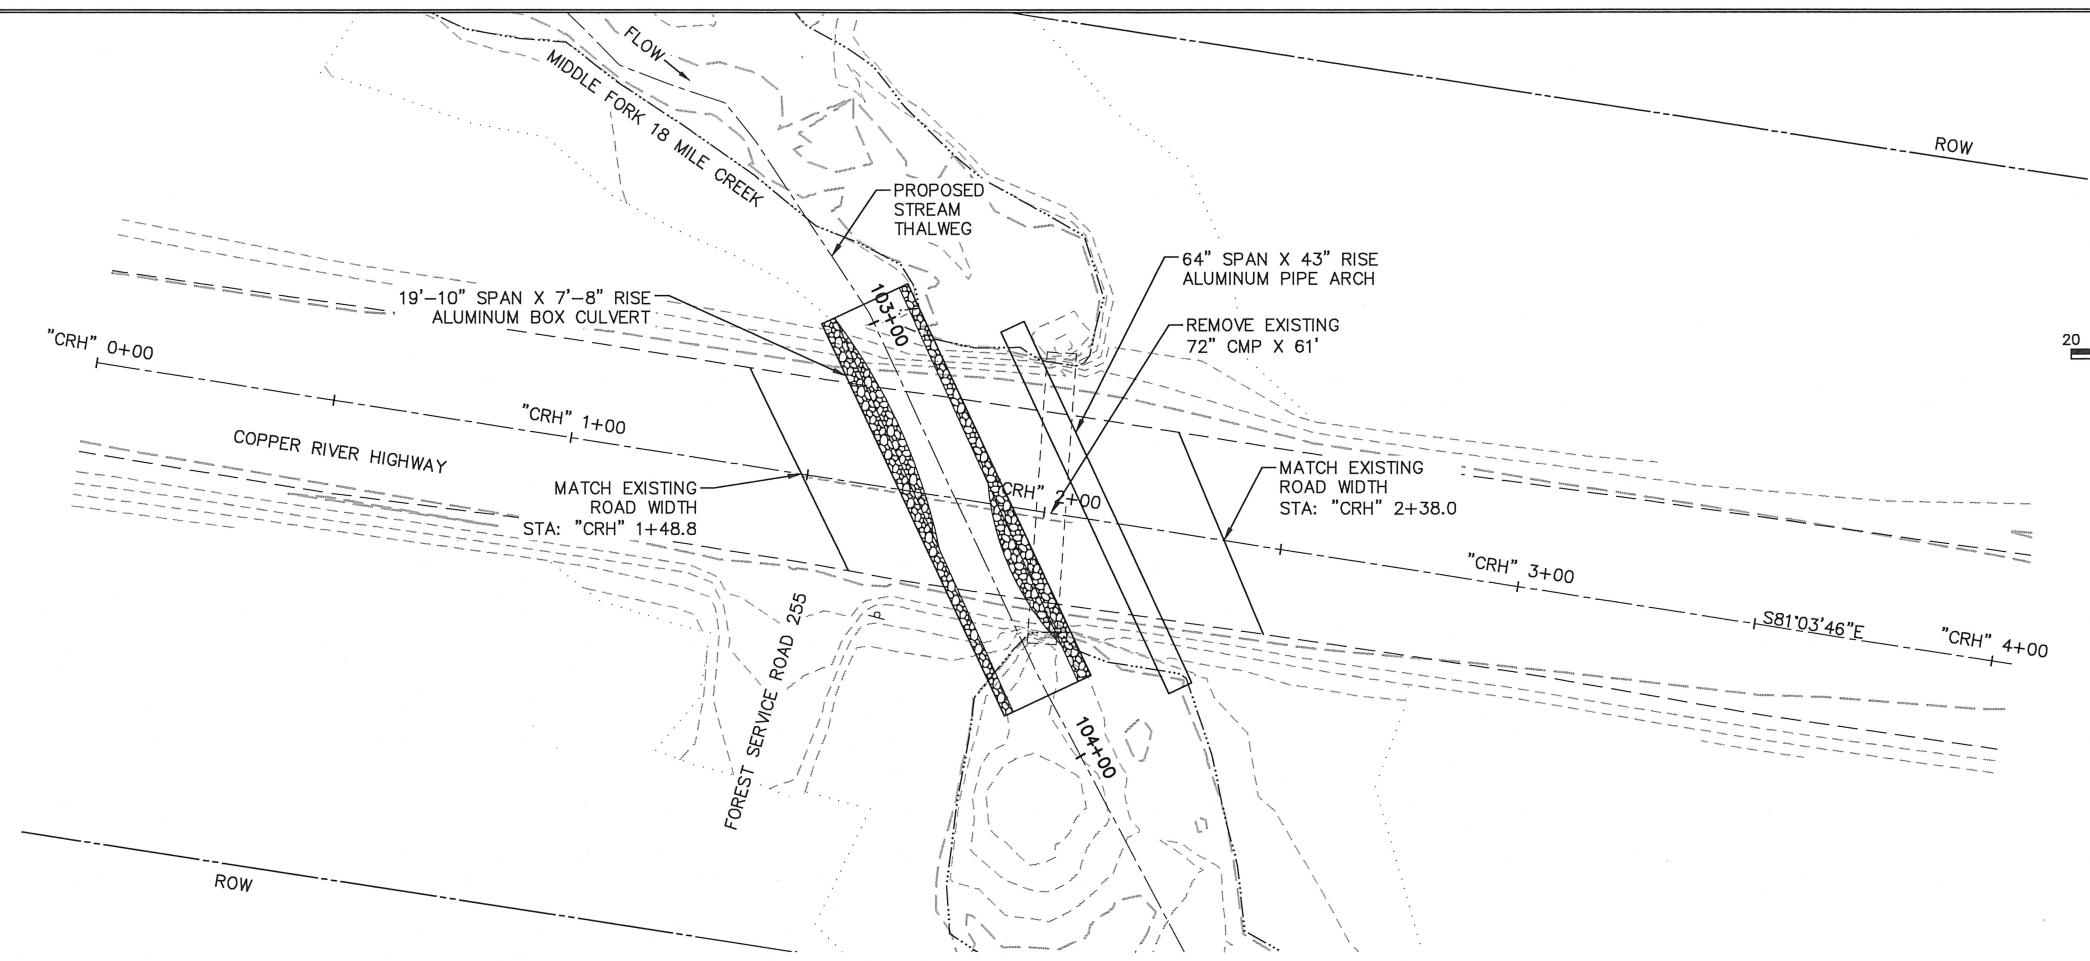 FLOW
MIDDLE FORK 18 MILE CREEK
ROW
PROPOSED
STREAM
THALWEG
64" SPAN X 43" RISE
ALUMINUM PIPE ARCH
19'-10" SPAN X 7'-8" RISE
ALUMINUM BOX CULVERT
103+00
REMOVE EXISTING
72" CMP X 61'
20
"CRH" 0+00
"CRH" 1+00
COPPER RIVER HIGHWAY
MATCH EXISTING
ROAD WIDTH
STA: "CRH" 1+48.8
CRH" 2+00
MATCH EXISTING
ROAD WIDTH
STA: "CRH" 2+38.0
"CRH" 3+00
S81°03'46"E
"CRH" 4+00
FOREST SERVICE ROAD 255
104+00
ROW